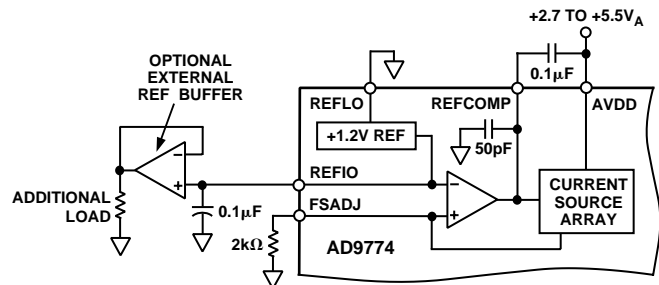 +2.7 TO +5.5VA
OPTIONAL
EXTERNAL
REF BUFFER
0.1µF
REFLO
REFCOMP
AVDD
+1.2V REF
50pF
–
+
REFIO
–
+
ADDITIONAL
LOAD
0.1µF
FSADJ
2kΩ
CURRENT
SOURCE
ARRAY
AD9774